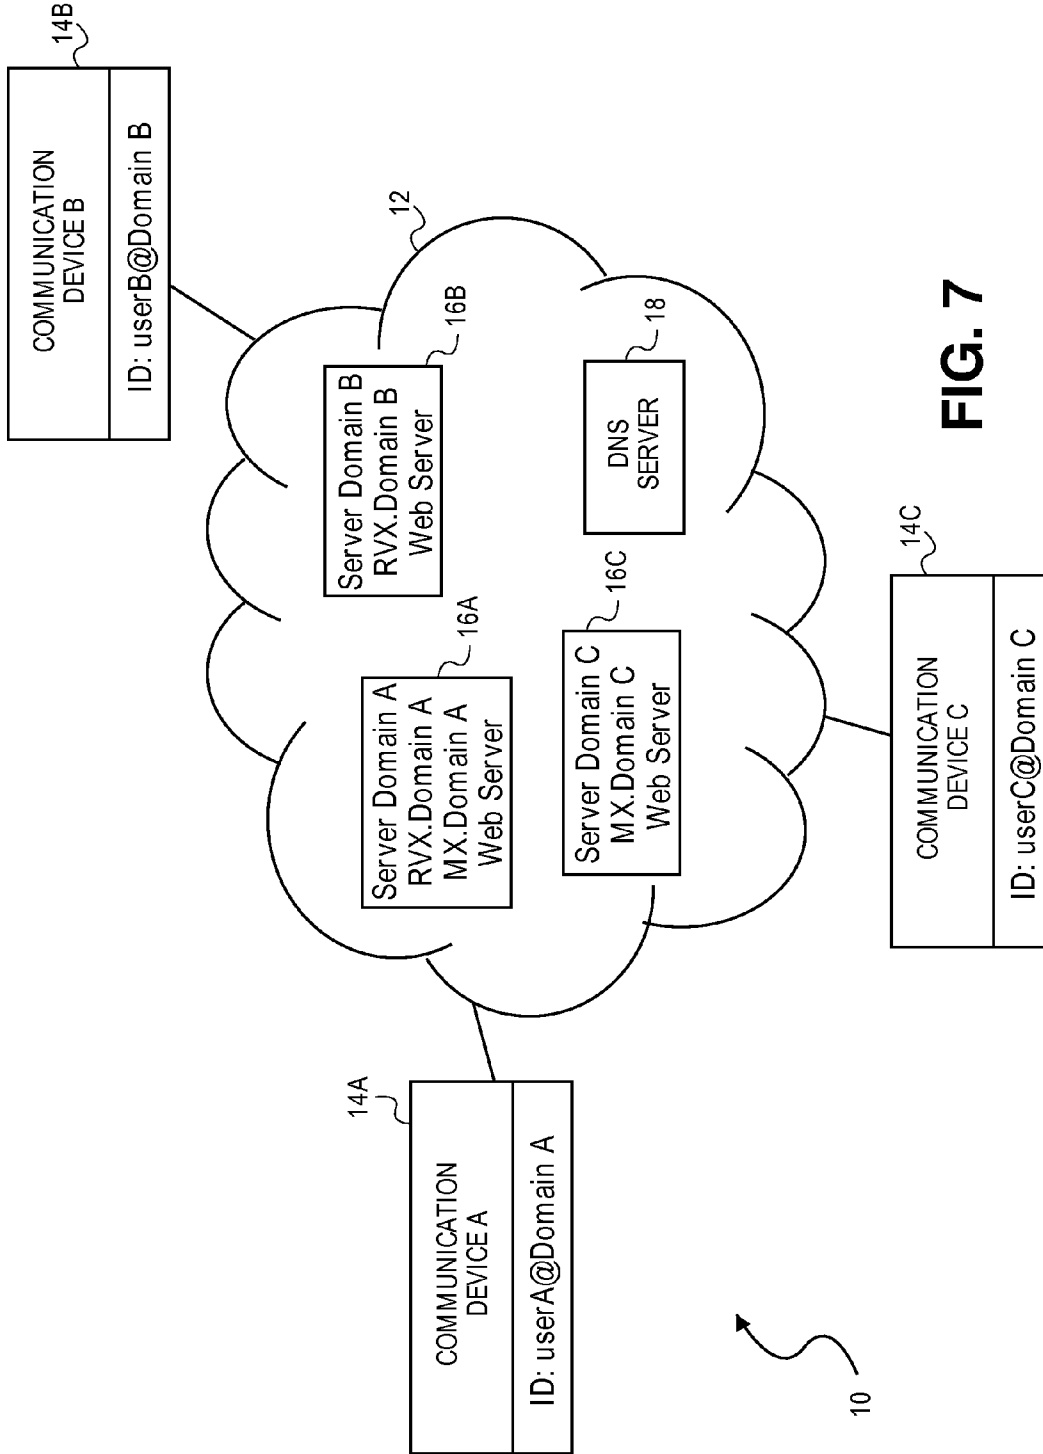 COMMUNICATION
DEVICE B
ID: userB@Domain B
14B
12
Server Domain B
RVX.Domain B
Web Server
16B
Server Domain A
RVX.Domain A
MX.Domain A
Web Server
16A
DNS
SERVER
18
Server Domain C
MX.Domain C
Web Server
16C
COMMUNICATION
DEVICE A
ID: userA@Domain A
14A
COMMUNICATION
DEVICE C
ID: userC@Domain C
14C
10
FIG. 7